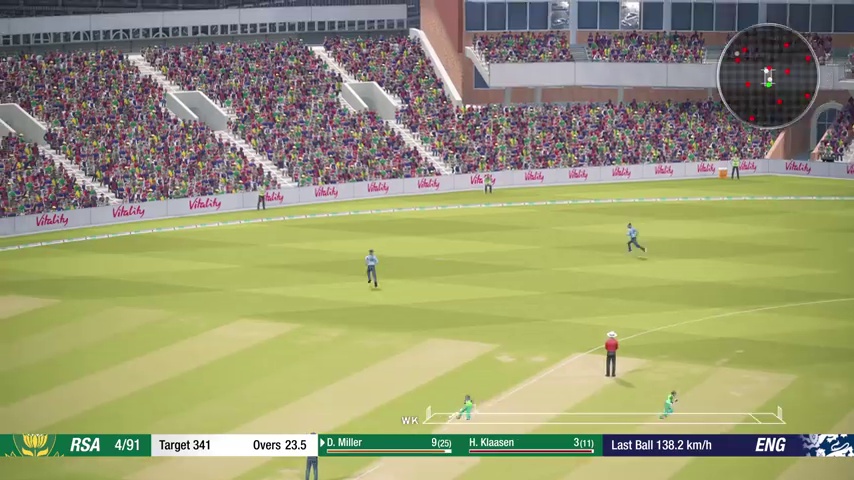 Vitality Vitality Vitality Vitality Vitality Vitality Vitality Vitality Vitality Vitality Vitality Vitality Vitality
WK
RSA 4/91 Target 341 Overs 23.5 D. Miller 9(25) H. Klaasen 3(11) Last Ball 138.2 km/h ENG